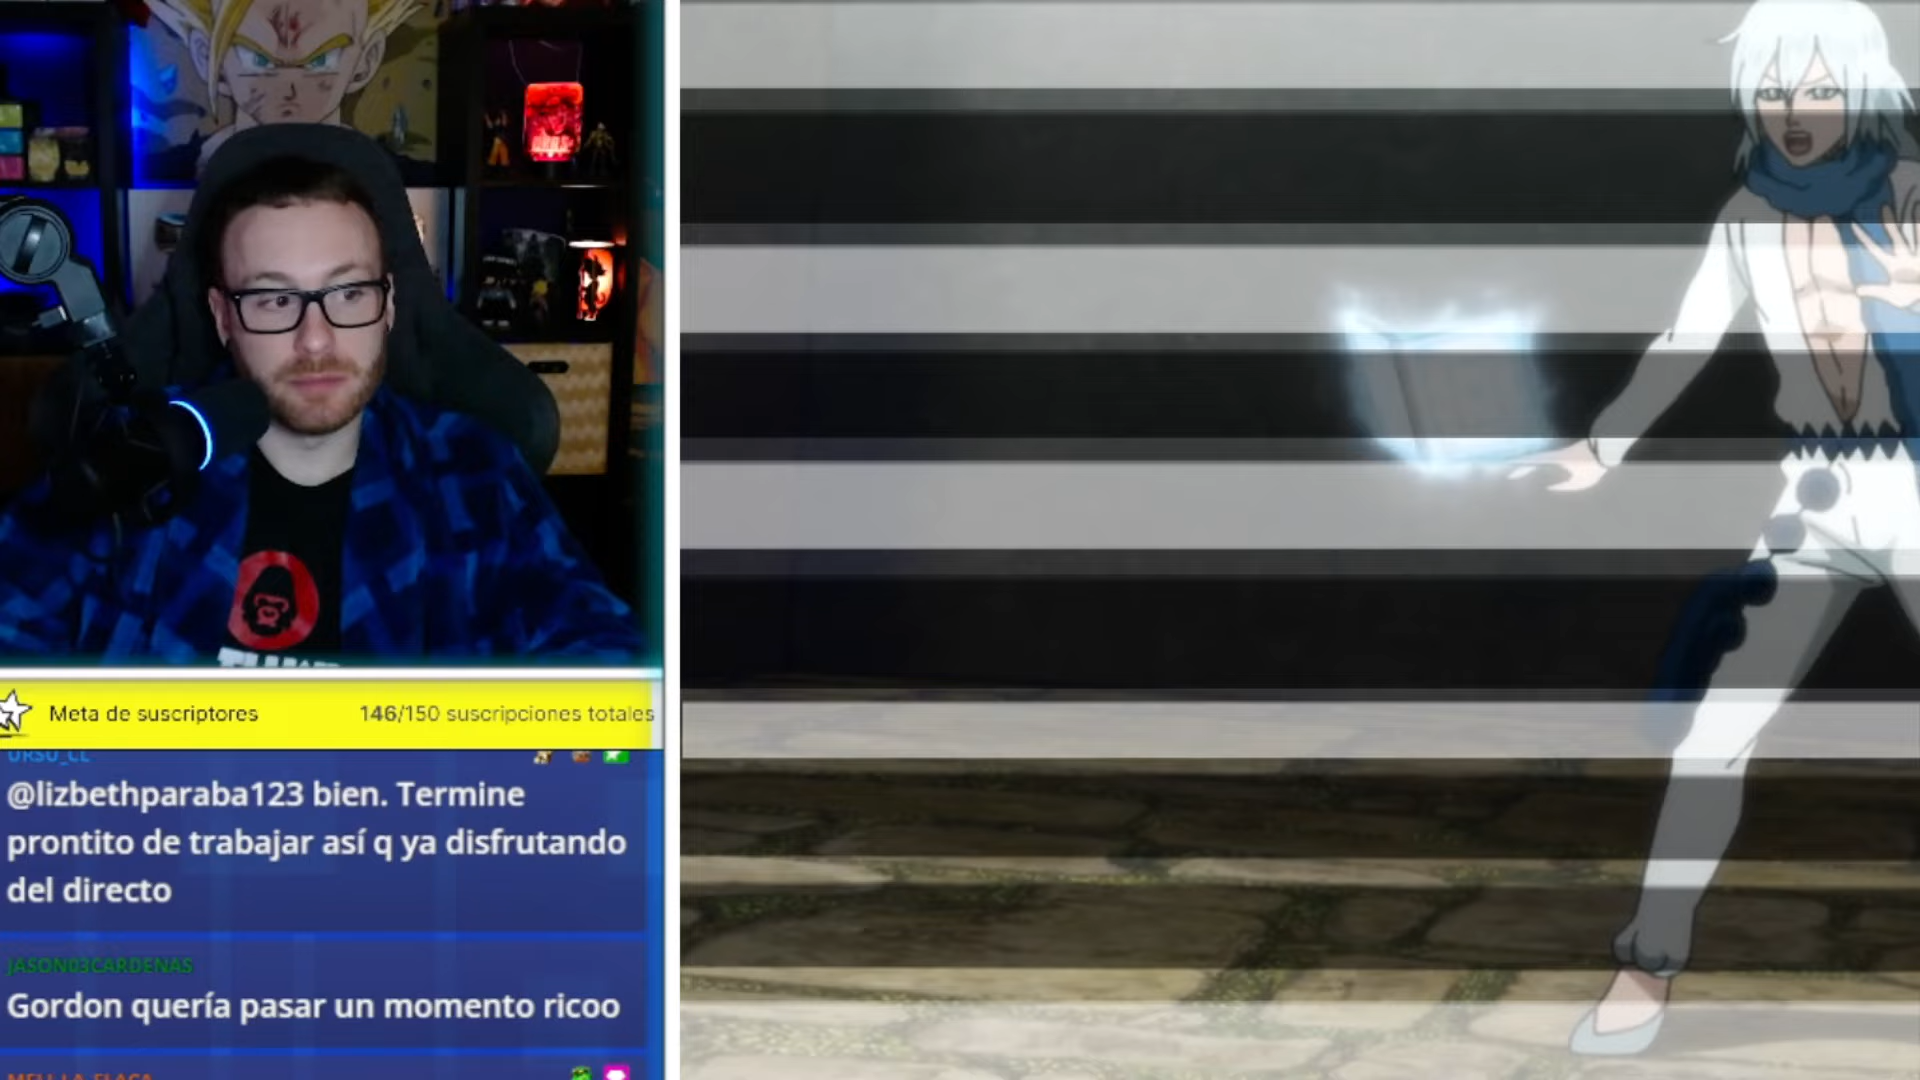 Meta de suscriptores 146/150 suscripciones totales
URSU_CL
@lizbethparaba123 bien. Termine
prontito de trabajar así q ya disfrutando
del directo
JASON03CARDENAS
Gordon quería pasar un momento ricoo